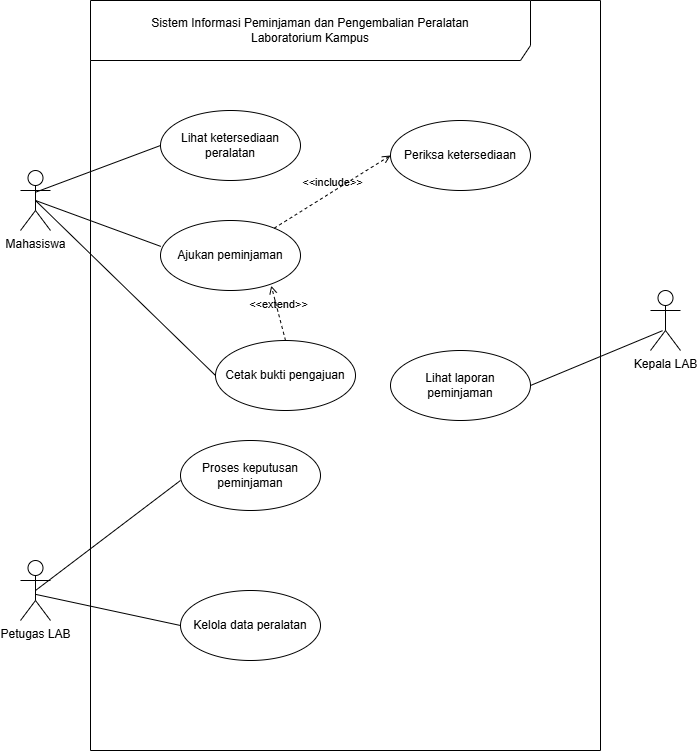 Sistem Informasi Peminjaman dan Pengembalian Peralatan
Laboratorium Kampus
Lihat ketersediaan
peralatan
Periksa ketersediaan
<<include>>
Mahasiswa
Ajukan peminjaman
<<extend>>
Cetak bukti pengajuan
Lihat laporan
peminjaman
Kepala LAB
Proses keputusan
peminjaman
Petugas LAB
Kelola data peralatan